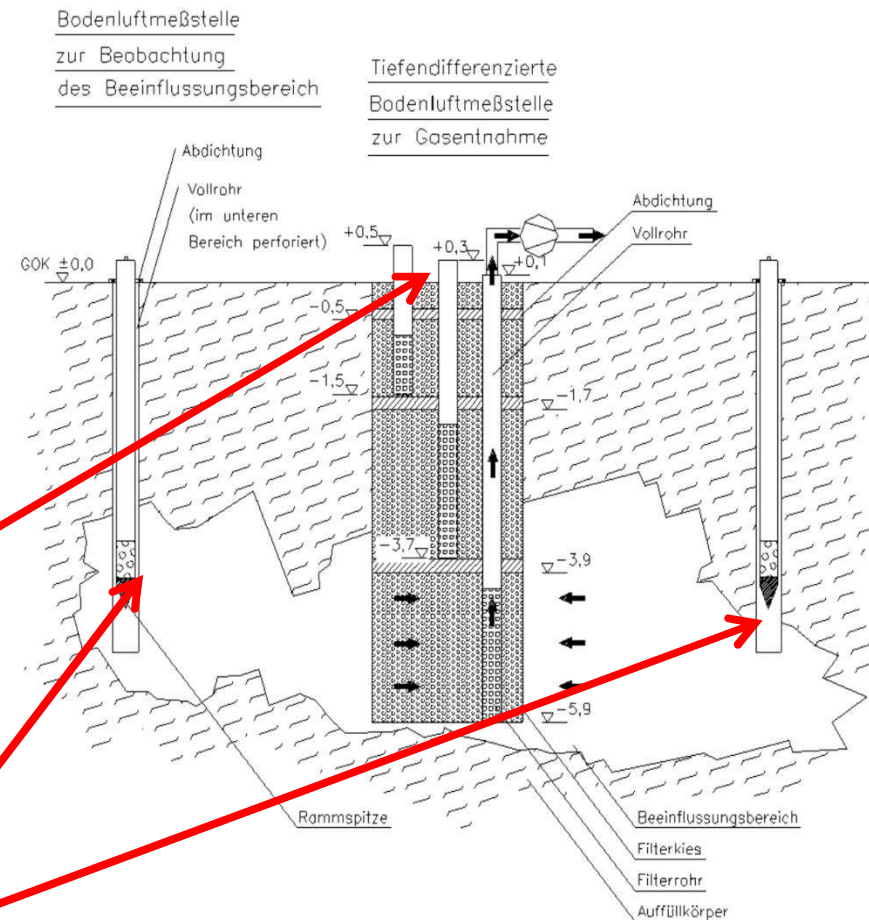 Bodenluftmeßstelle
zur Beobachtung
des Beeinflussungsbereich
Tiefendifferenzierte
Bodenluftmeßstelle
zur Gasentnahme
Abdichtung
Vollrohr
(im unteren
Bereich perforiert)
Abdichtung
Vollrohr
+0,5
+0,3
+0,1
GOK ±0,0
-0,5
-1,5
-1,7
-3,7
-3,9
-5,9
Rammspitze
Beeinflussungsbereich
Filterkies
Filterrohr
Auffüllkörper